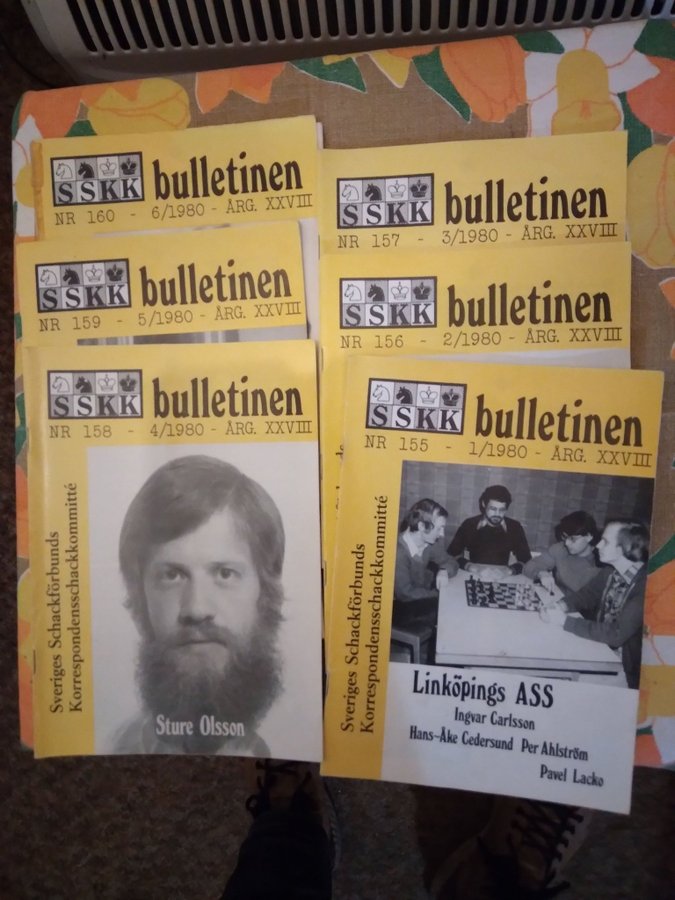 SSKK bulletinen
NR 160 - 6/1980 - ÅRG. XXVIII
SSKK bulletinen
NR 159 - 5/1980 - ÅRG. XXVIII
SSKK bulletinen
NR 158 - 4/1980 - ÅRG. XXVIII
Sveriges Schackförbunds
Korrespondensschackkommitté
Sture Olsson
SSKK bulletinen
NR 157 - 3/1980 - ÅRG. XXVIII
SSKK bulletinen
NR 156 - 2/1980 - ÅRG. XXVIII
SSKK bulletinen
NR 155 - 1/1980 - ÅRG. XXVIII
Sveriges Schackförbunds
Korrespondensschackkommitté
Linköpings ASS
Ingvar Carlsson
Hans-Åke Cedersund Per Ahlström
Pavel Lacko